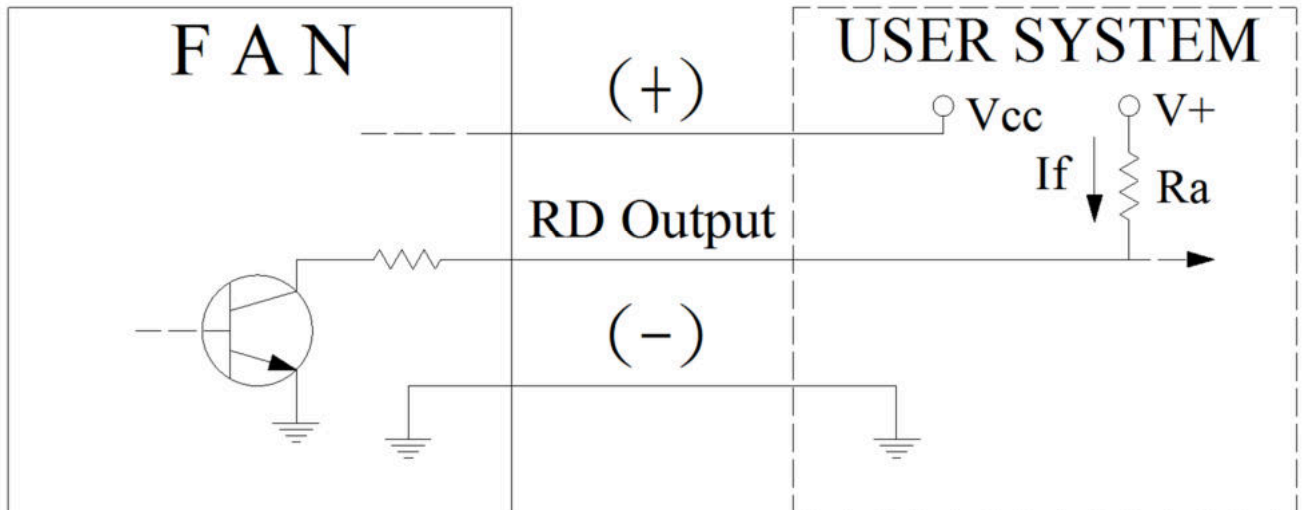 F A N
USER SYSTEM
(+)
Vcc
V+
If
Ra
RD Output
(-)